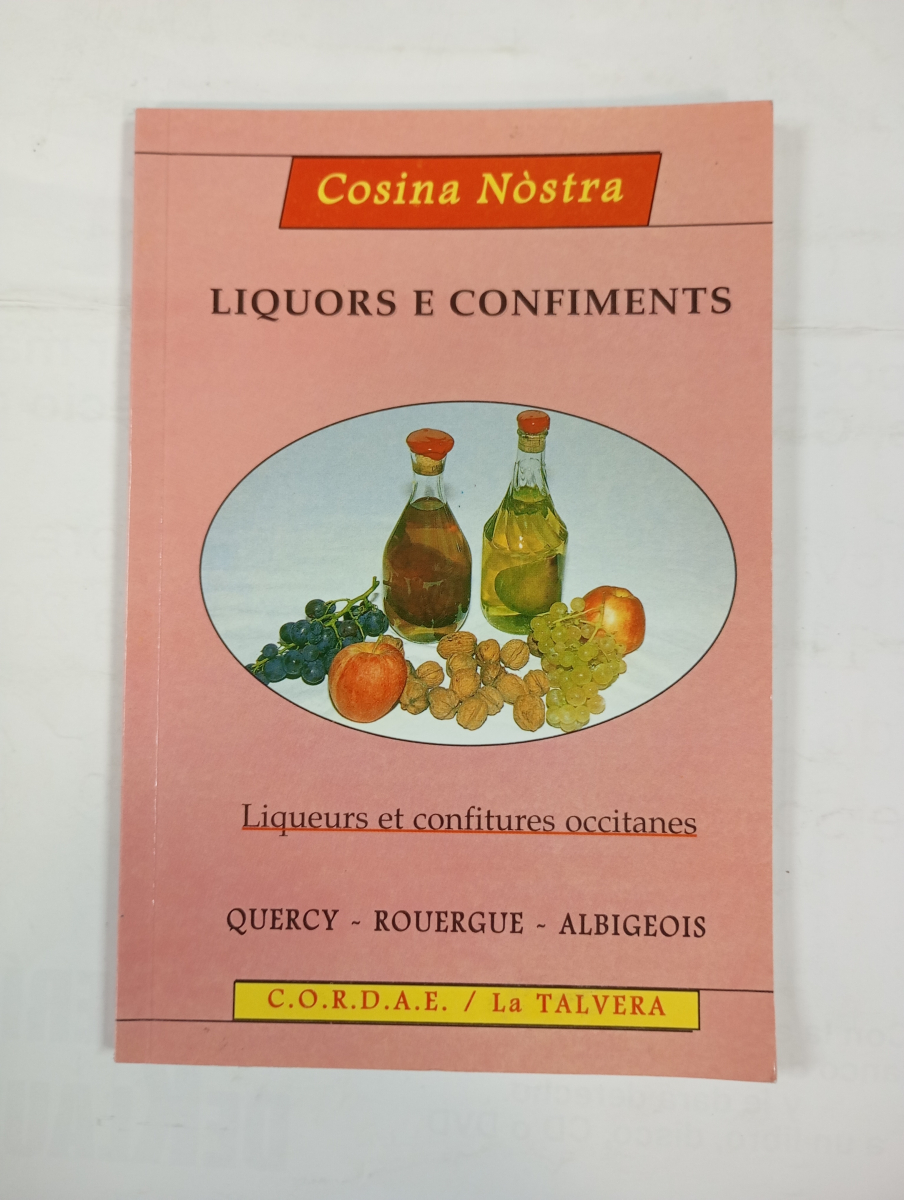 Cosina Nòstra
LIQUORS E CONFIMENTS
Liqueurs et confitures occitanes
QUERCY ~ ROUERGUE ~ ALBIGEOIS
C.O.R.D.A.E. / La TALVERA